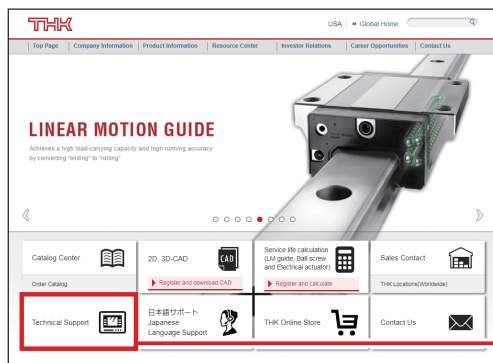 THK
USA | » Global Home
Top Page | Company Information | Product Information | Resource Center | Investor Relations | Career Opportunities | Contact Us
LINEAR MOTION GUIDE
Achieves a high load-carrying capacity and high running accuracy
by converting "sliding" to "rolling"
Catalog Center
Order Catalog
2D, 3D-CAD
CAD
Register and download CAD
Service life calculation
(LM guide, Ball screw
and Electrical actuator)
Register and calculate
Sales Contact
THK Locations(Worldwide)
Technical Support
日本語サポート
Japanese
Language Support
THK Online Store
Contact Us